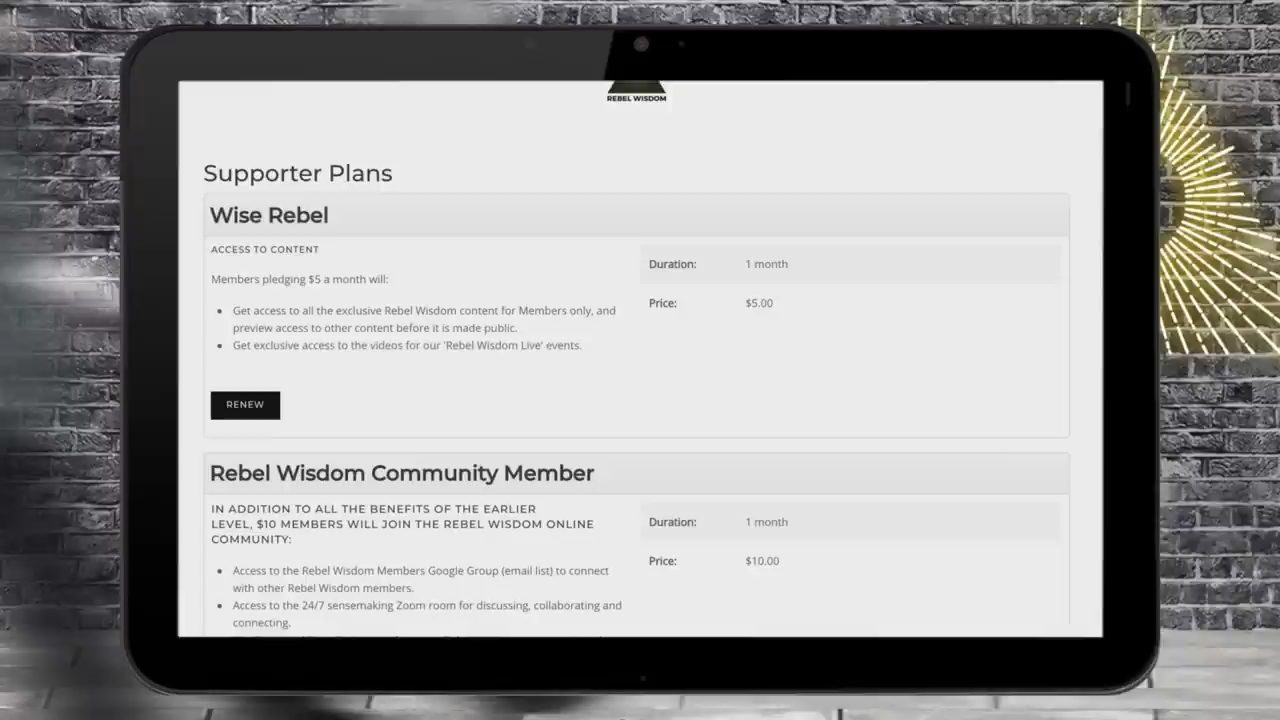 REBEL WISDOM
Supporter Plans
Wise Rebel
ACCESS TO CONTENT
Members pledging $5 a month will:
Get access to all the exclusive Rebel Wisdom content for Members only, and
preview access to other content before it is made public.
Get exclusive access to the videos for our 'Rebel Wisdom Live' events.
Duration: 1 month
Price: $5.00
RENEW
Rebel Wisdom Community Member
IN ADDITION TO ALL THE BENEFITS OF THE EARLIER
LEVEL, $10 MEMBERS WILL JOIN THE REBEL WISDOM ONLINE
COMMUNITY:
Access to the Rebel Wisdom Members Google Group (email list) to connect
with other Rebel Wisdom members.
Access to the 24/7 sensemaking Zoom room for discussing, collaborating and
connecting.
Duration: 1 month
Price: $10.00